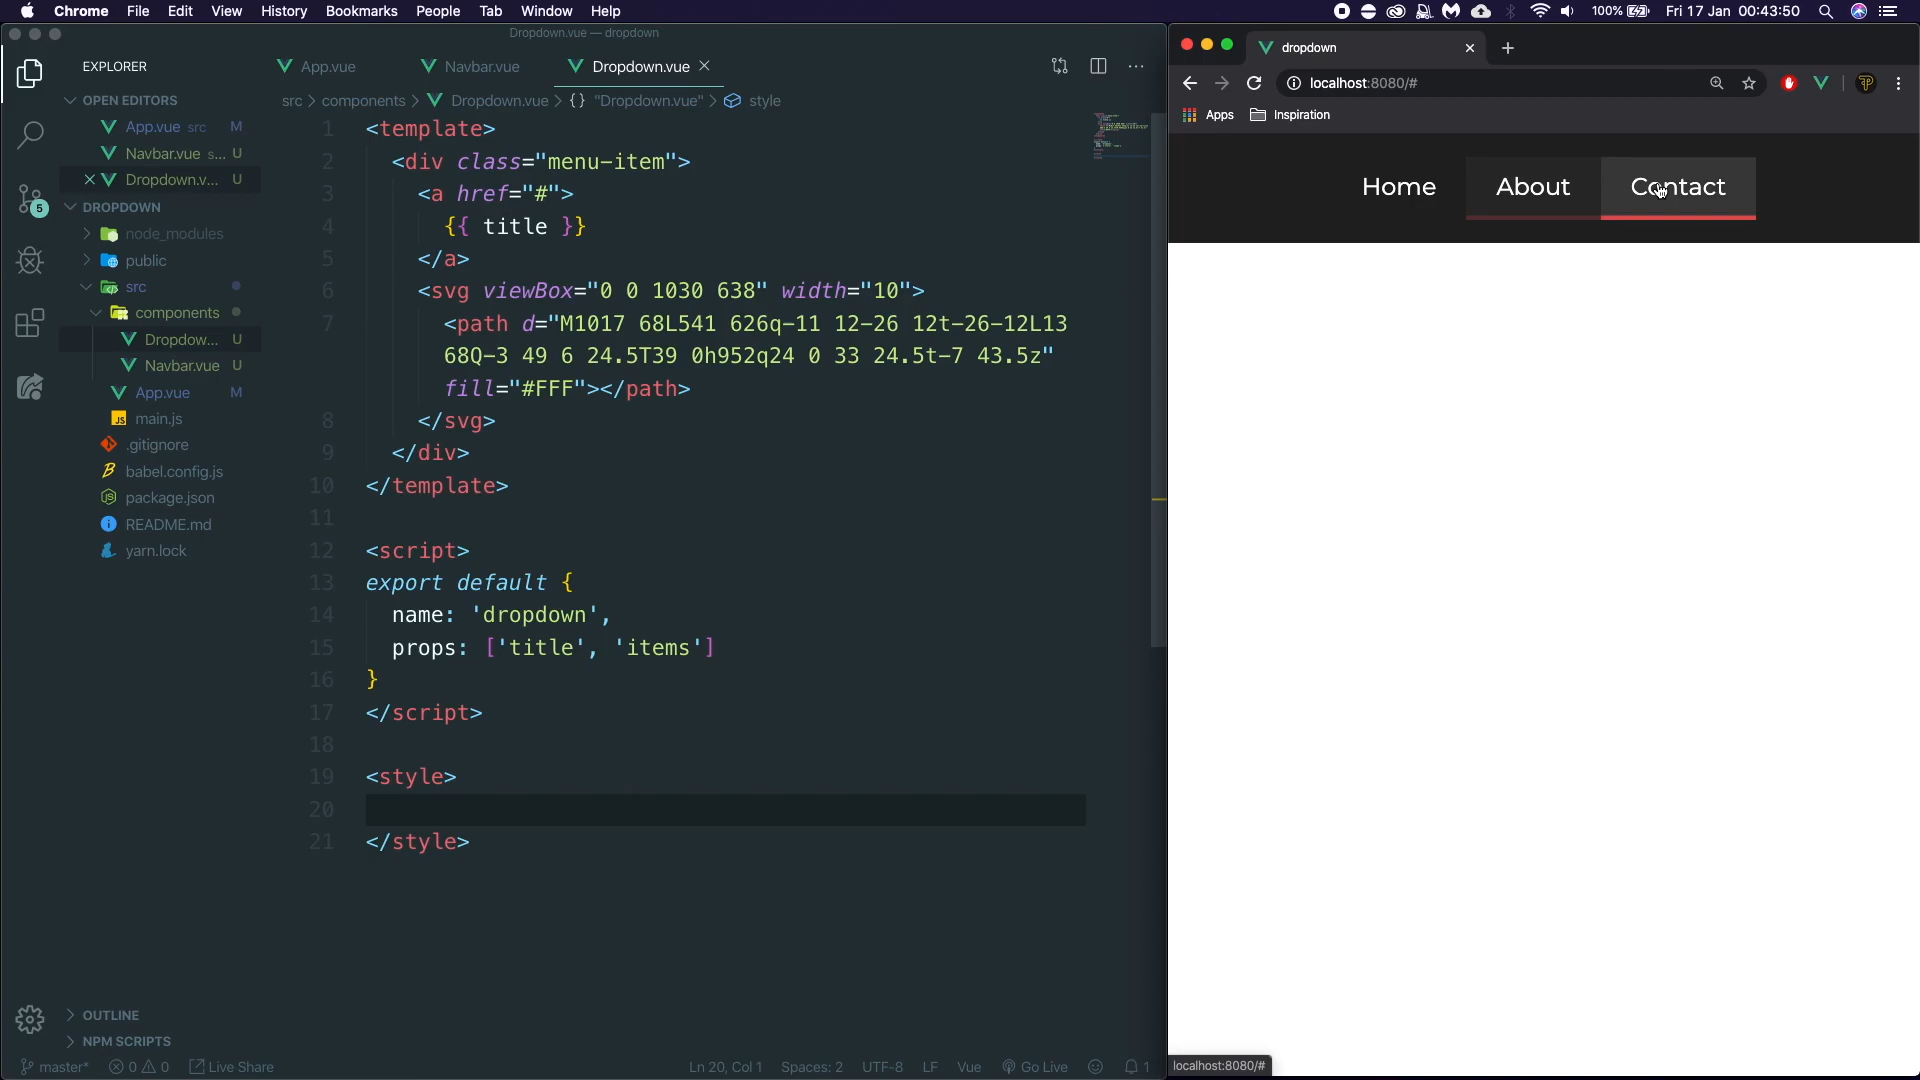 Chrome File Edit View History Bookmarks People Tab Window Help
100% Fri 17 Jan 00:43:50
Dropdown.vue — dropdown
EXPLORER
App.vue
Navbar.vue
Dropdown.vue
src > components > Dropdown.vue > {} "Dropdown.vue" > style
OPEN EDITORS
App.vue src M
Navbar.vue s... U
Dropdown.v... U
DROPDOWN
node_modules
public
src
components
Dropdow... U
Navbar.vue U
App.vue M
JS main.js
.gitignore
babel.config.js
package.json
README.md
yarn.lock
5
OUTLINE
NPM SCRIPTS
1 <template>
2 <div class="menu-item">
3 <a href="#">
4 {{ title }}
5 </a>
6 <svg viewBox="0 0 1030 638" width="10">
7 <path d="M1017 68L541 626q-11 12-26 12t-26-12L13
68Q-3 49 6 24.5T39 0h952q24 0 33 24.5t-7 43.5z"
fill="#FFF"></path>
8 </svg>
9 </div>
10 </template>
11
12 <script>
13 export default {
14 name: 'dropdown',
15 props: ['title', 'items']
16 }
17 </script>
18
19 <style>
20
21 </style>
master* 0 0 Live Share
Ln 20, Col 1 Spaces: 2 UTF-8 LF Vue Go Live 1
dropdown
localhost:8080/#
Apps Inspiration
Home About Contact
localhost:8080/#